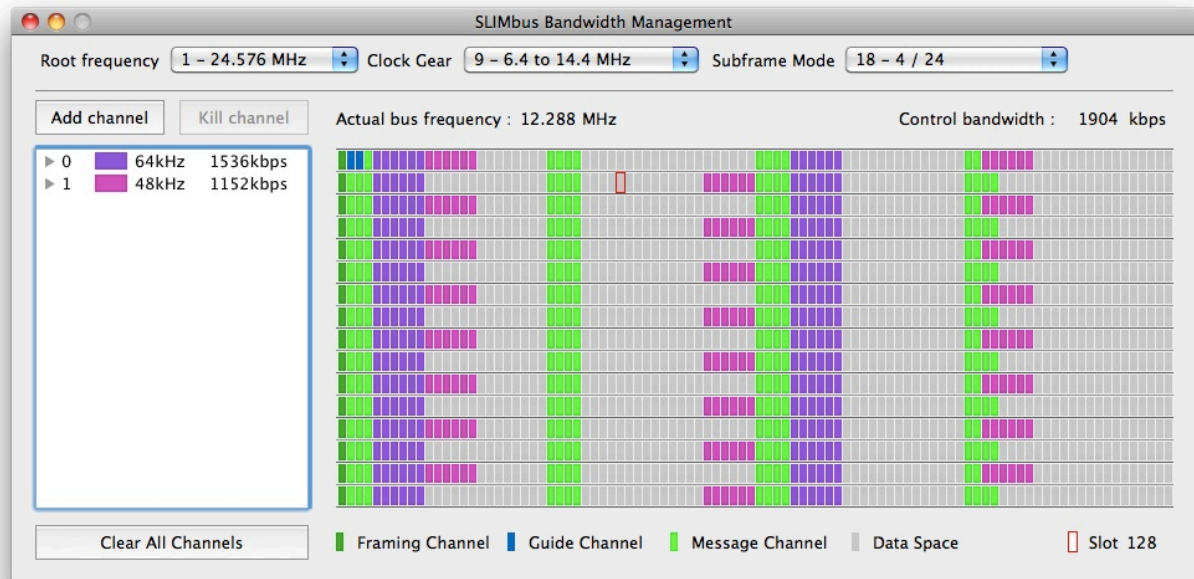 SLIMbus Bandwidth Management
Root frequency 1 – 24.576 MHz Clock Gear 9 – 6.4 to 14.4 MHz Subframe Mode 18 – 4 / 24
Add channel Kill channel Actual bus frequency : 12.288 MHz Control bandwidth : 1904 kbps
0 64kHz 1536kbps
1 48kHz 1152kbps
Clear All Channels Framing Channel Guide Channel Message Channel Data Space Slot 128